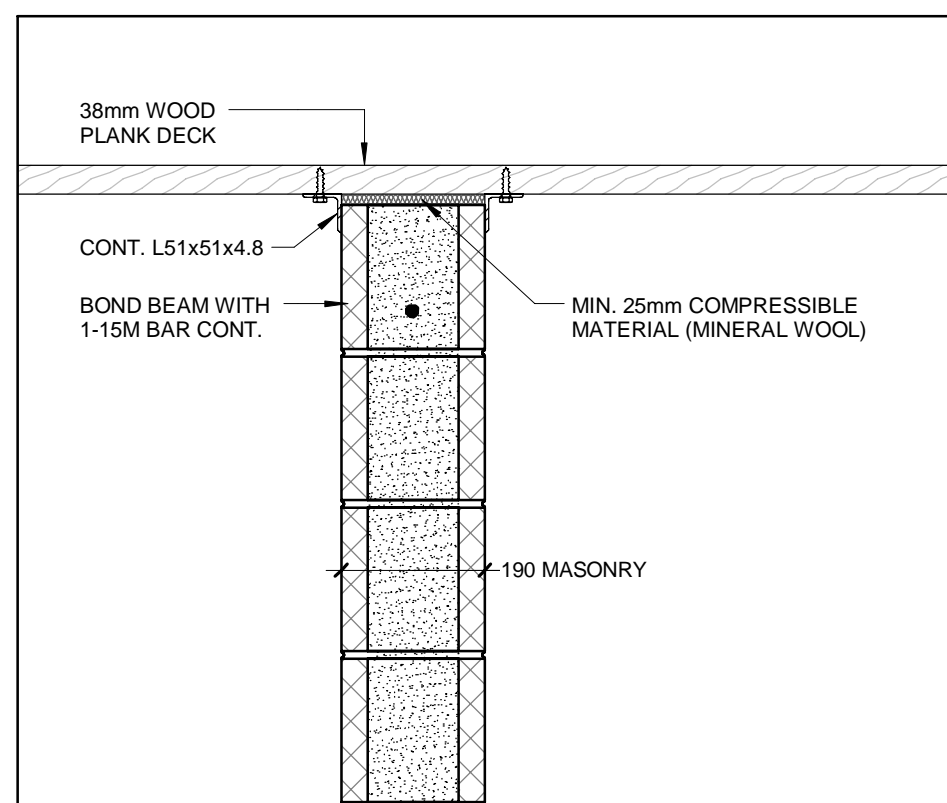 38mm WOOD
PLANK DECK
CONT. L51x51x4.8
BOND BEAM WITH
1-15M BAR CONT.
MIN. 25mm COMPRESSIBLE
MATERIAL (MINERAL WOOL)
190 MASONRY